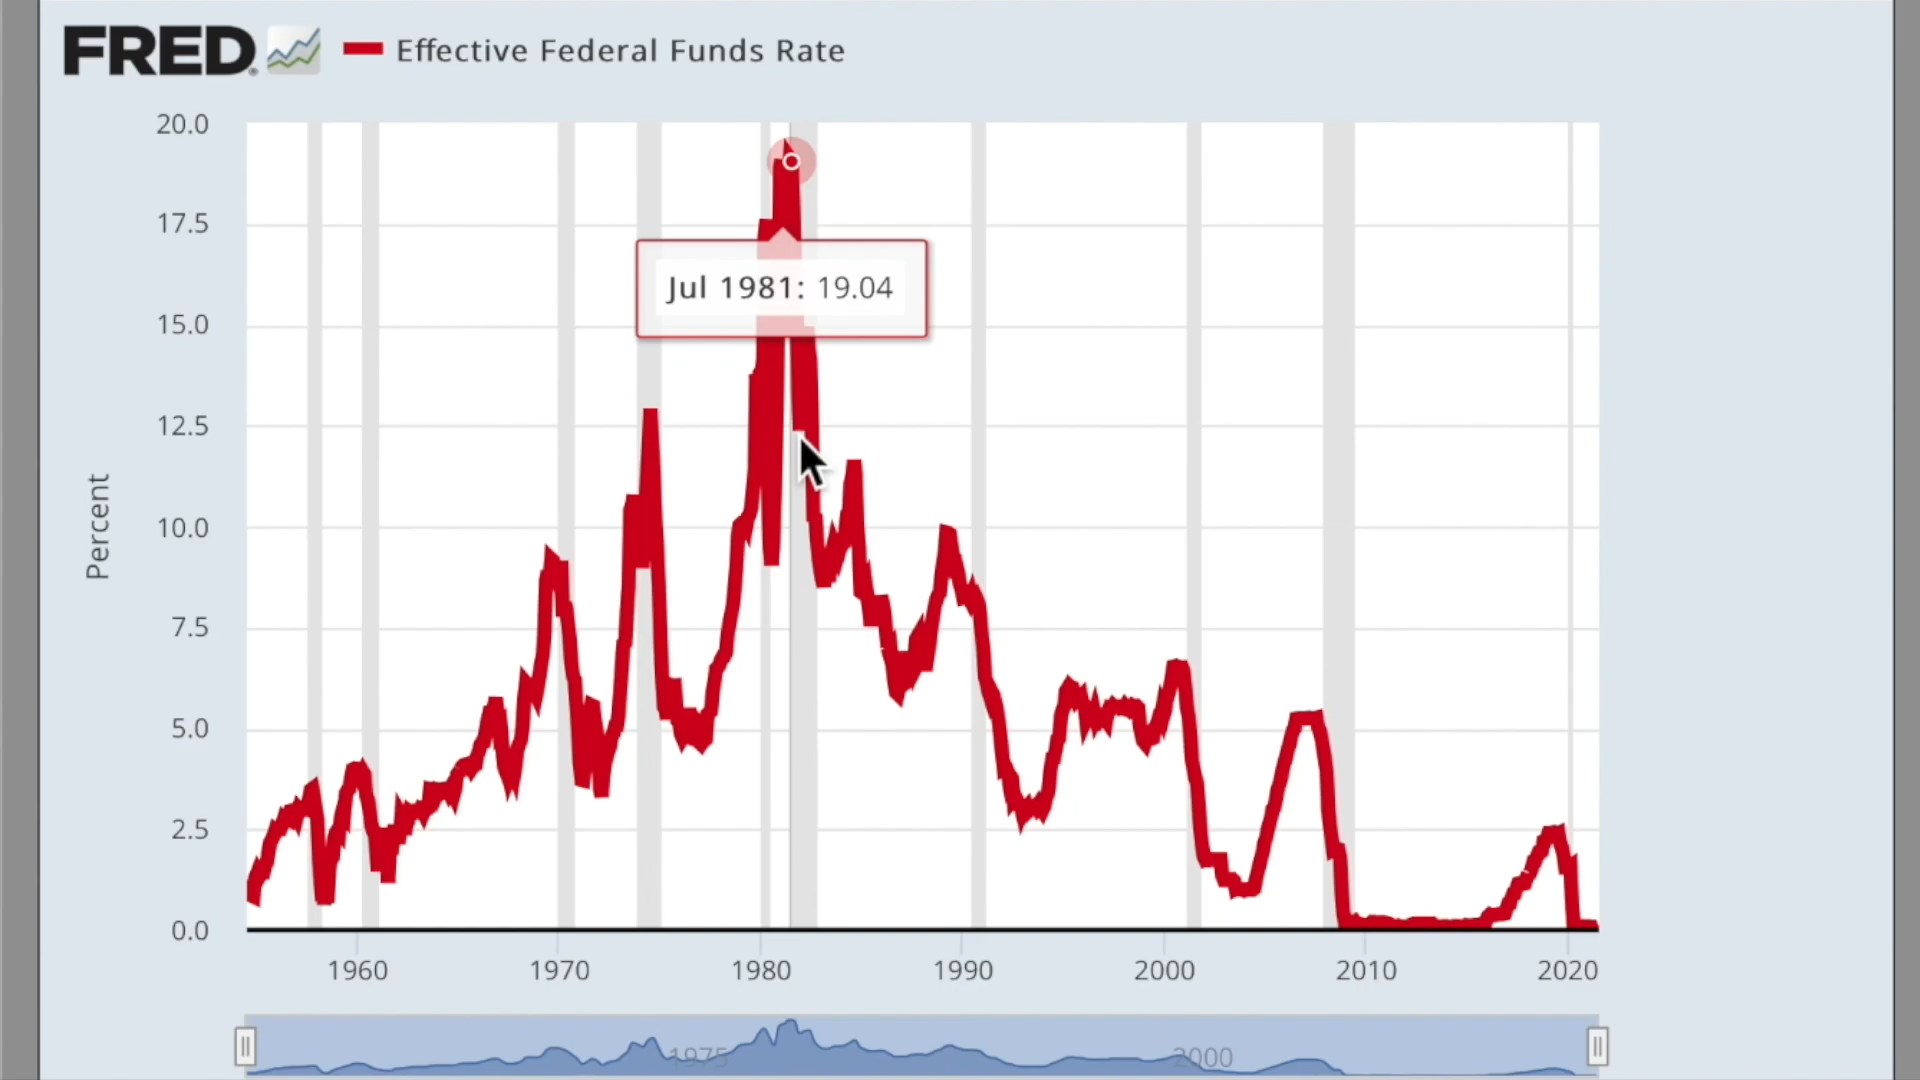 FRED
Effective Federal Funds Rate
20.0
17.5
15.0
12.5
10.0
7.5
5.0
2.5
0.0
Percent
Jul 1981: 19.04
1960 1970 1980 1990 2000 2010 2020
1975 2000